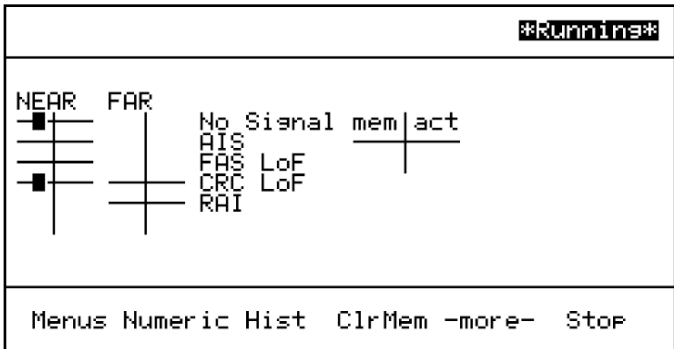 *Running*
NEAR FAR
No Signal mem|act
AIS
FAS LoF
CRC LoF
RAI
Menus Numeric Hist ClrMem -more- Stop